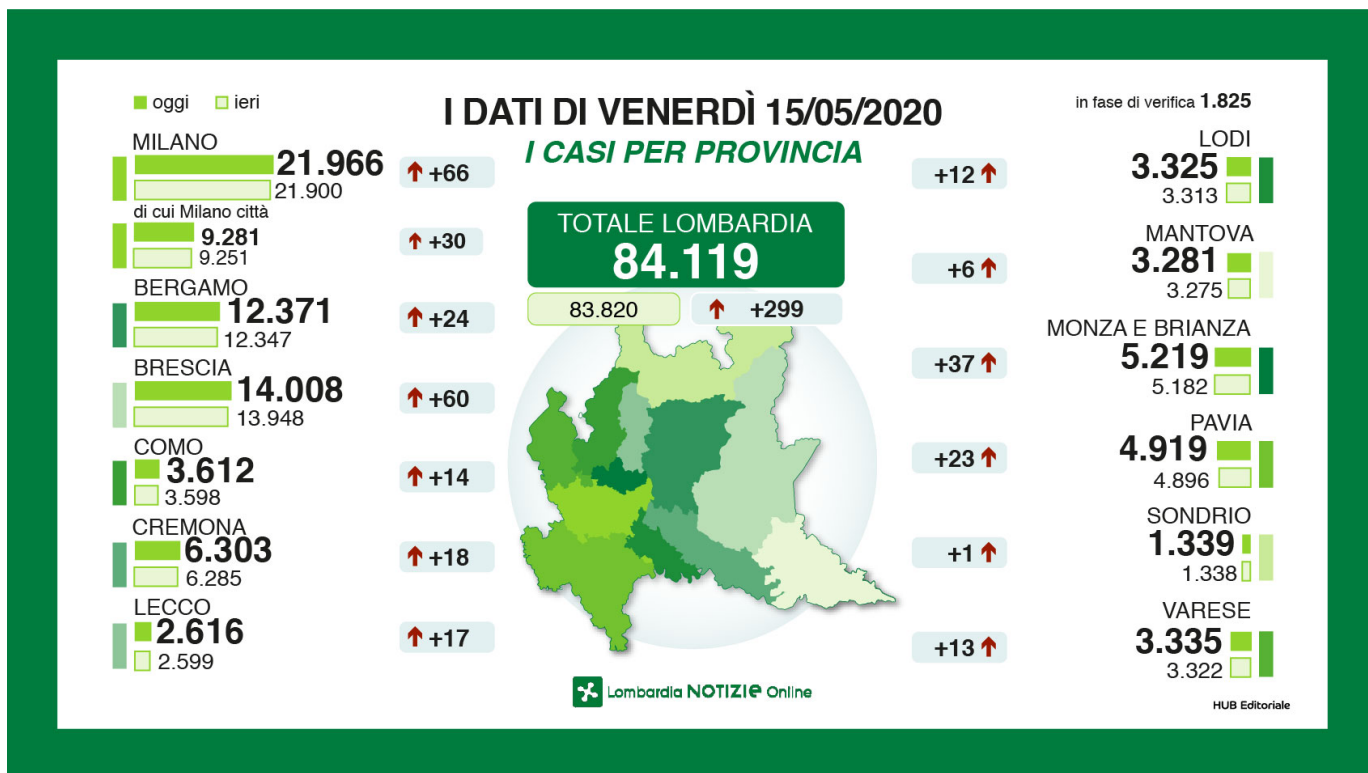 oggi ieri
I DATI DI VENERDÌ 15/05/2020
I CASI PER PROVINCIA
in fase di verifica 1.825
TOTALE LOMBARDIA
84.119
83.820 +299
MILANO
21.966 +66
21.900
di cui Milano città
9.281 +30
9.251
BERGAMO
12.371 +24
12.347
BRESCIA
14.008 +60
13.948
COMO
3.612 +14
3.598
CREMONA
6.303 +18
6.285
LECCO
2.616 +17
2.599
LODI
+12 3.325
3.313
MANTOVA
+6 3.281
3.275
MONZA E BRIANZA
+37 5.219
5.182
PAVIA
+23 4.919
4.896
SONDRIO
+1 1.339
1.338
VARESE
+13 3.335
3.322
Lombardia NOTIZIE Online
HUB Editoriale